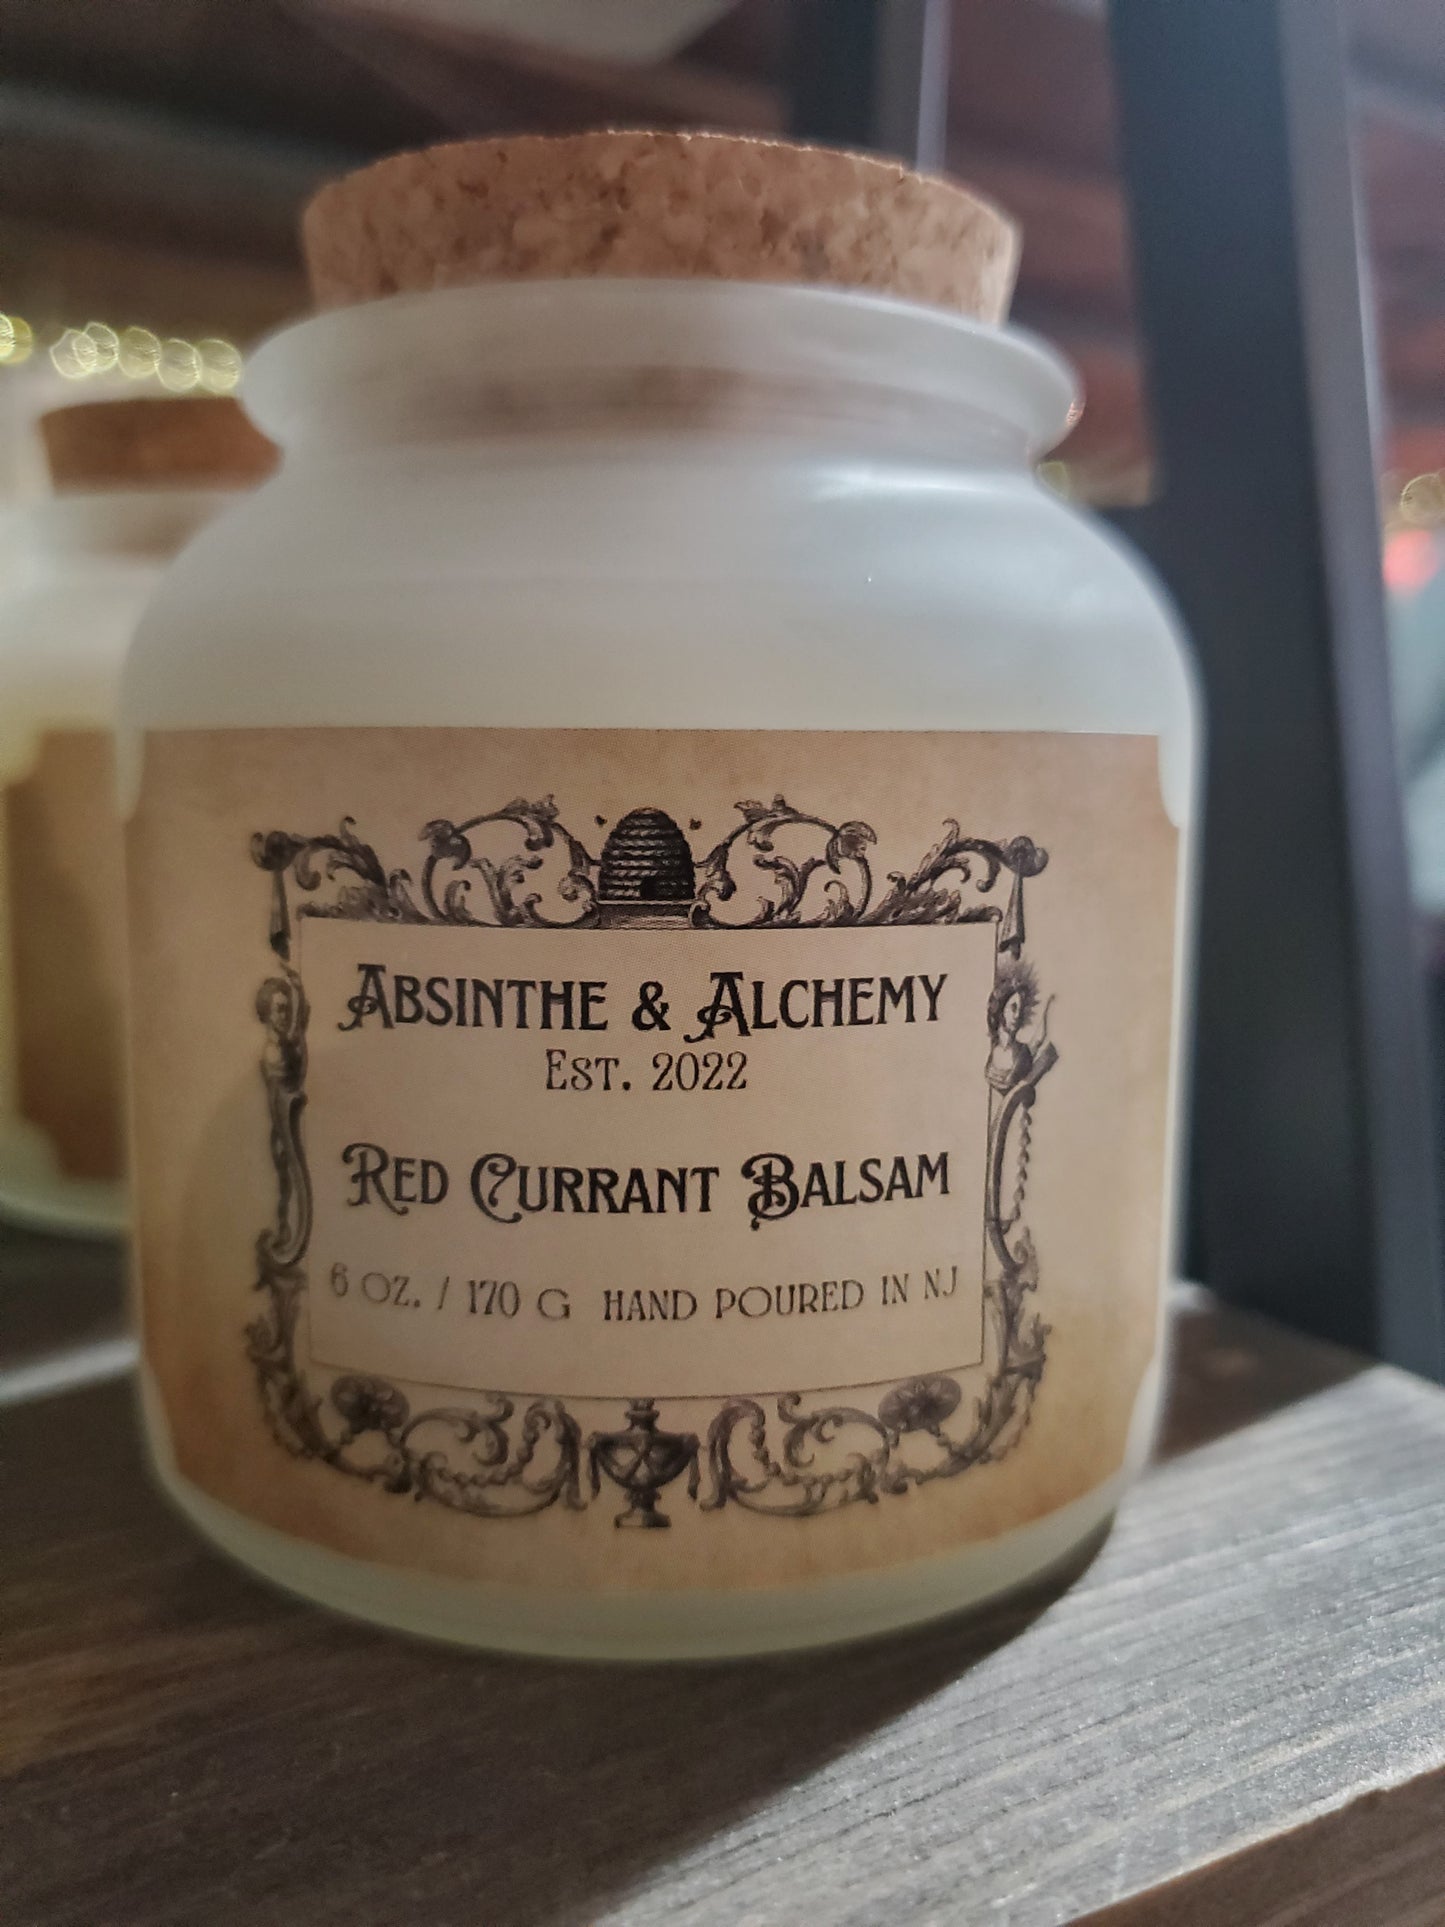 Absinthe & Alchemy
Est. 2022
Red Currant Balsam
6 oz. / 170 g hand poured in NJ